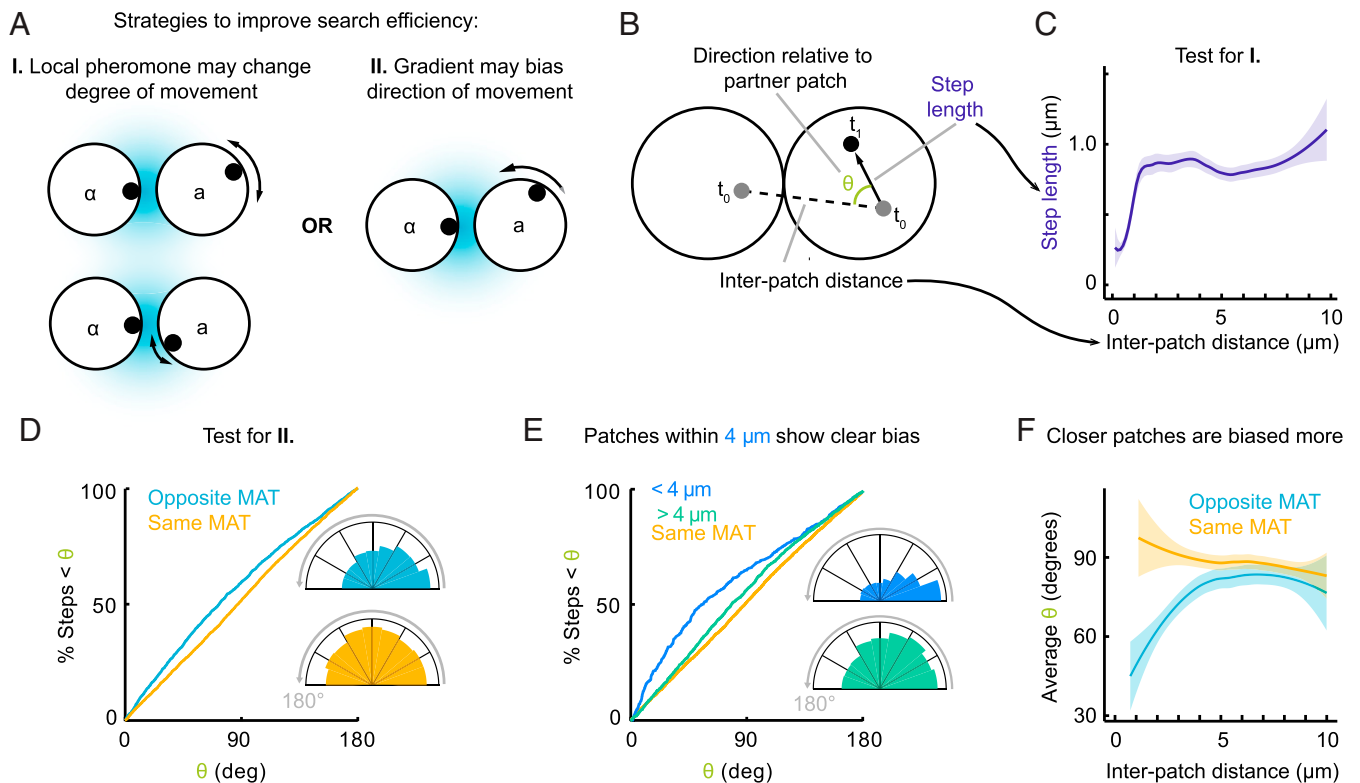 A
Strategies to improve search efficiency:
I. Local pheromone may change
degree of movement
II. Gradient may bias
direction of movement
α
a
OR
α
a
α
a
B
Direction relative to
partner patch
Step
length
t1
θ
t0
t0
Inter-patch distance
C
Test for I.
Step length (µm)
1.0
0
0
5
10
Inter-patch distance (µm)
D
Test for II.
% Steps < θ
100
50
0
Opposite MAT
Same MAT
180°
0
90
180
θ (deg)
E
Patches within 4 µm show clear bias
% Steps < θ
100
50
0
< 4 µm
> 4 µm
Same MAT
180°
0
90
180
θ (deg)
F
Closer patches are biased more
Average θ (degrees)
90
60
30
Opposite MAT
Same MAT
0
5
10
Inter-patch distance (µm)